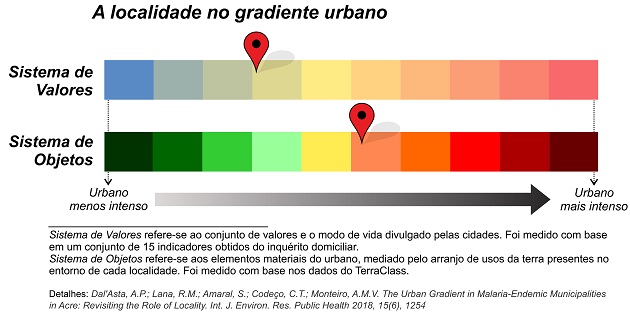 A localidade no gradiente urbano
Sistema de
Valores
Sistema de
Objetos
Urbano
menos intenso
Urbano
mais intenso
Sistema de Valores refere-se ao conjunto de valores e o modo de vida divulgado pelas cidades. Foi medido com base
em um conjunto de 15 indicadores obtidos do inquérito domiciliar.
Sistema de Objetos refere-se aos elementos materiais do urbano, mediado pelo arranjo de usos da terra presentes no
entorno de cada localidade. Foi medido com base nos dados do TerraClass.
Detalhes: Dal'Asta, A.P.; Lana, R.M.; Amaral, S.; Codeço, C.T.; Monteiro, A.M.V. The Urban Gradient in Malaria-Endemic Municipalities
in Acre: Revisiting the Role of Locality. Int. J. Environ. Res. Public Health 2018, 15(6), 1254